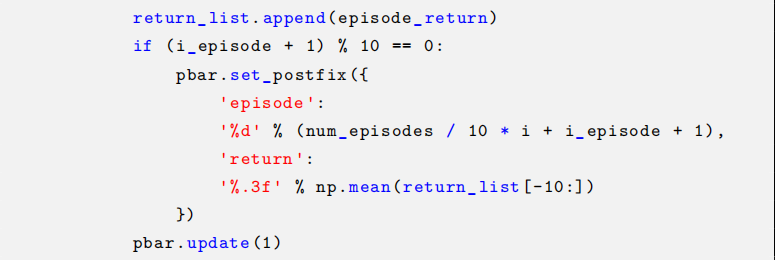 return_list.append(episode_return)
if (i_episode + 1) % 10 == 0:
pbar.set_postfix({
'episode':
'%d' % (num_episodes / 10 * i + i_episode + 1),
'return':
'%.3f' % np.mean(return_list[-10:])
})
pbar.update(1)